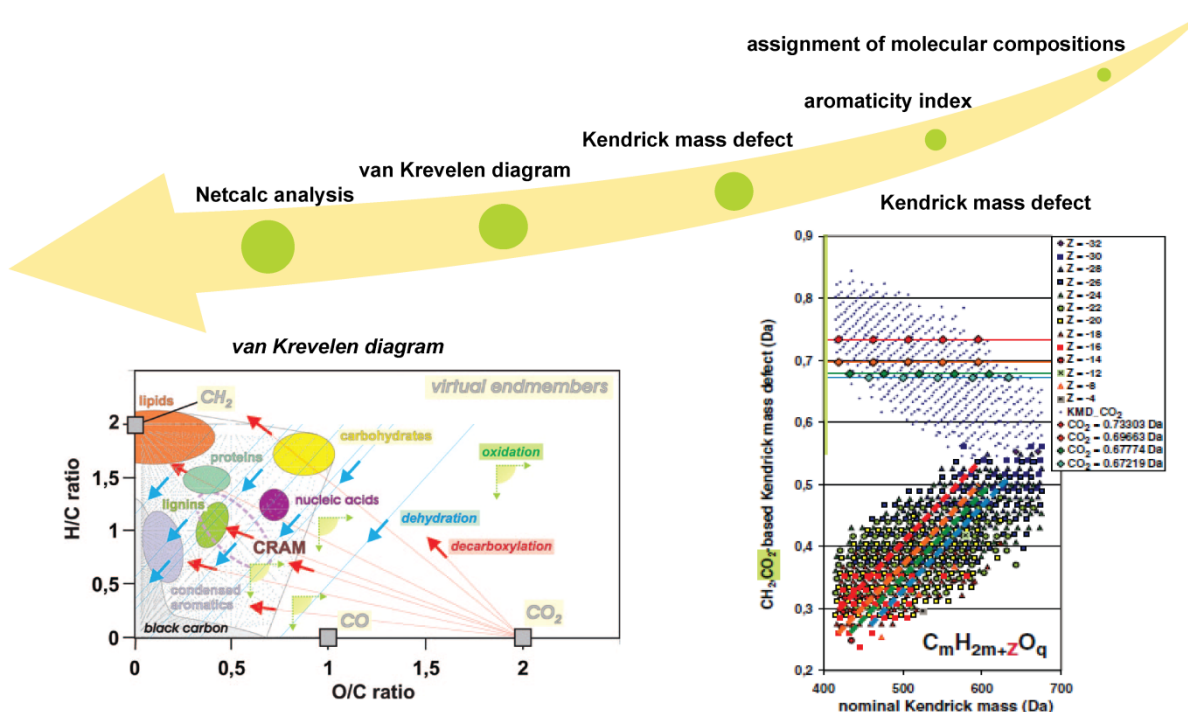 assignment of molecular compositions
aromaticity index
Kendrick mass defect
van Krevelen diagram
Netcalc analysis
Kendrick mass defect
van Krevelen diagram
virtual endmembers
CH2
lipids
carbohydrates
proteins
oxidation
lignins
nucleic acids
dehydration
CRAM
decarboxylation
condensed
aromatics
black carbon
CO
CO2
H/C ratio
2
1,5
1
0,5
0
0
0,5
1
1,5
2
O/C ratio
CH2,CO2-based Kendrick mass defect (Da)
0,9
0,8
0,7
0,6
0,5
0,4
0,3
0,2
Z = -32
Z = -30
Z = -28
Z = -26
Z = -24
Z = -22
Z = -20
Z = -18
Z = -16
Z = -14
Z = -12
Z = -8
Z = -4
KMD_CO2
CO2 = 0.73303 Da
CO2 = 0.69663 Da
CO2 = 0.67774 Da
CO2 = 0.67219 Da
CmH2m+ZOq
400 500 600 700
nominal Kendrick mass (Da)